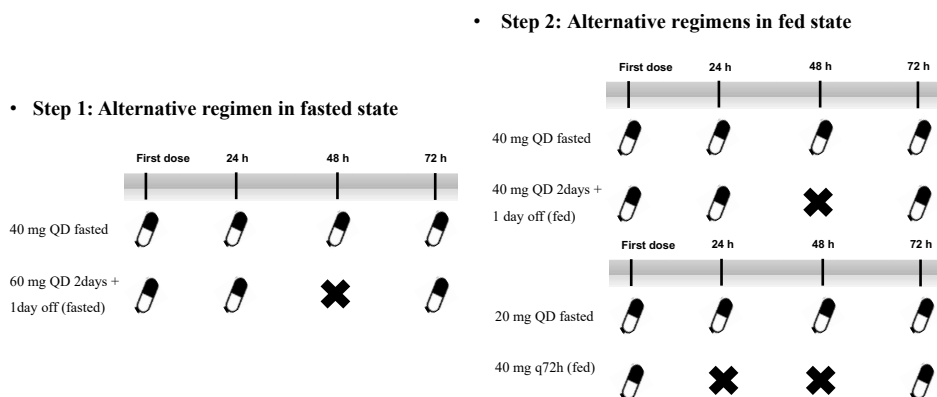 • Step 1: Alternative regimen in fasted state
First dose 24 h 48 h 72 h
40 mg QD fasted
60 mg QD 2days +
1day off (fasted)
• Step 2: Alternative regimens in fed state
First dose 24 h 48 h 72 h
40 mg QD fasted
40 mg QD 2days +
1 day off (fed)
First dose 24 h 48 h 72 h
20 mg QD fasted
40 mg q72h (fed)